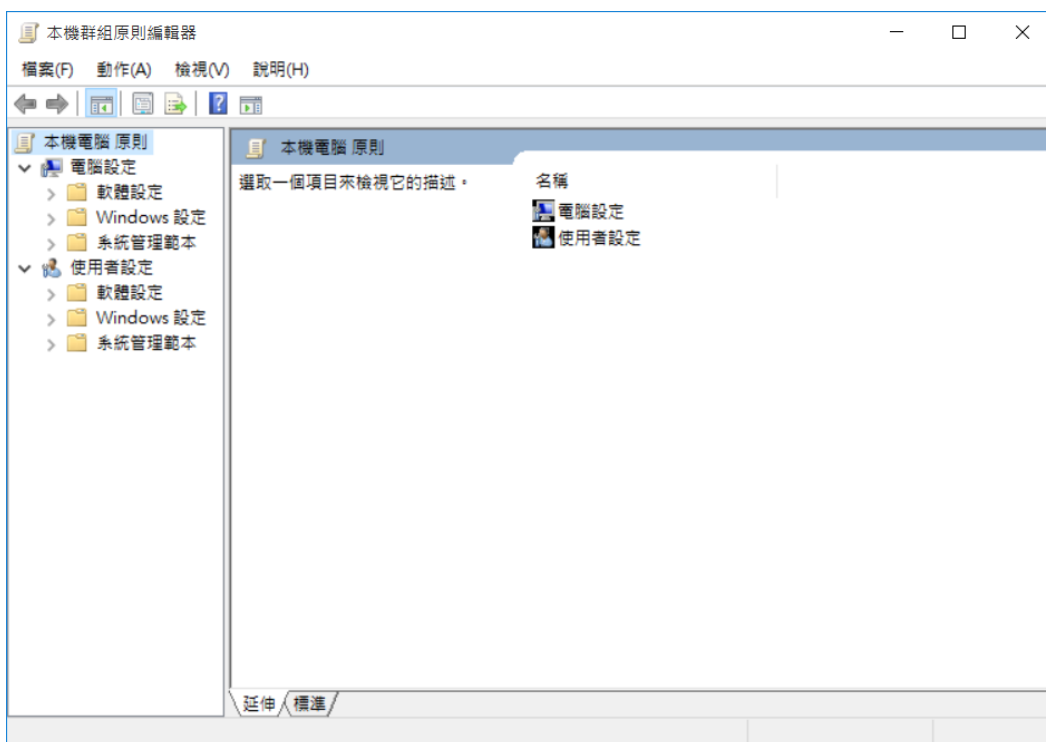 本機群組原則編輯器
檔案(F) 動作(A) 檢視(V) 說明(H)
本機電腦 原則
電腦設定
軟體設定
Windows 設定
系統管理範本
使用者設定
軟體設定
Windows 設定
系統管理範本
本機電腦 原則
選取一個項目來檢視它的描述。
名稱
電腦設定
使用者設定
延伸 標準